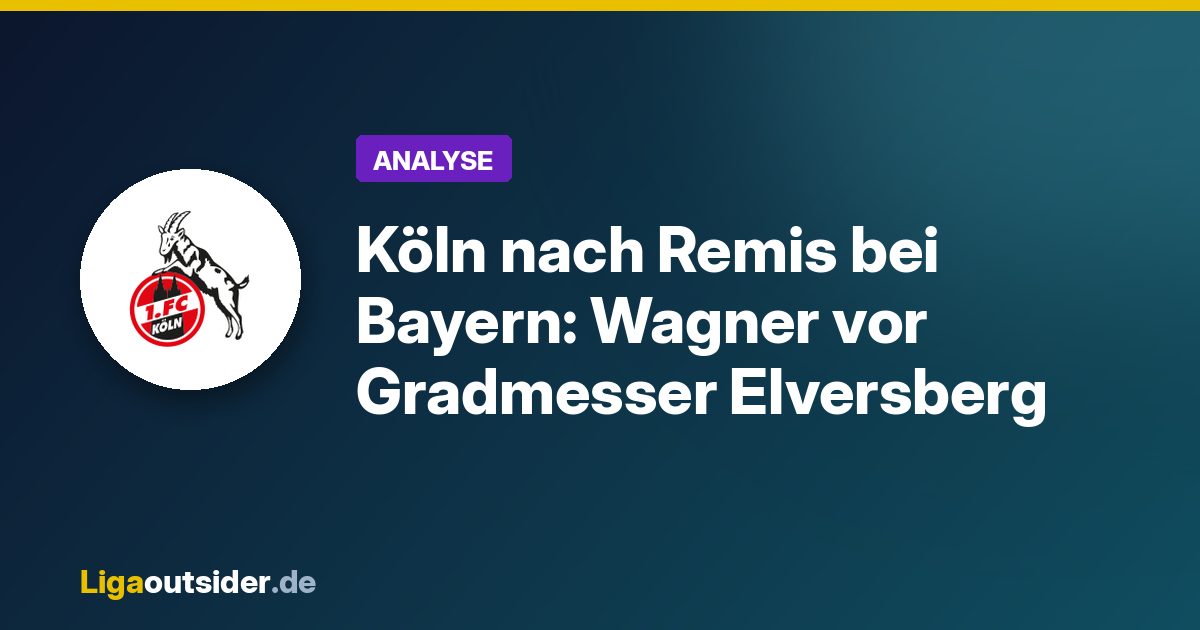 ANALYSE
Köln nach Remis bei
Bayern: Wagner vor
Gradmesser Elversberg
1.FC
KÖLN
Ligaoutsider.de